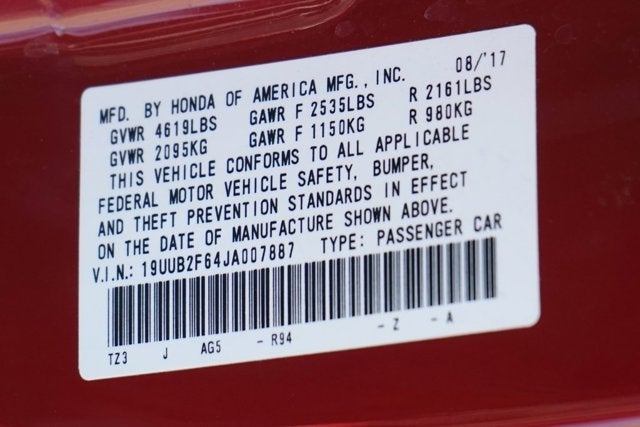 MFD. BY HONDA OF AMERICA MFG., INC. 08/'17
GVWR 4619LBS GAWR F 2535LBS R 2161LBS
GVWR 2095KG GAWR F 1150KG R 980KG
THIS VEHICLE CONFORMS TO ALL APPLICABLE
FEDERAL MOTOR VEHICLE SAFETY, BUMPER,
AND THEFT PREVENTION STANDARDS IN EFFECT
ON THE DATE OF MANUFACTURE SHOWN ABOVE.
V.I.N.: 19UUB2F64JA007887 TYPE: PASSENGER CAR
TZ3 J AG5 - R94 - Z - A